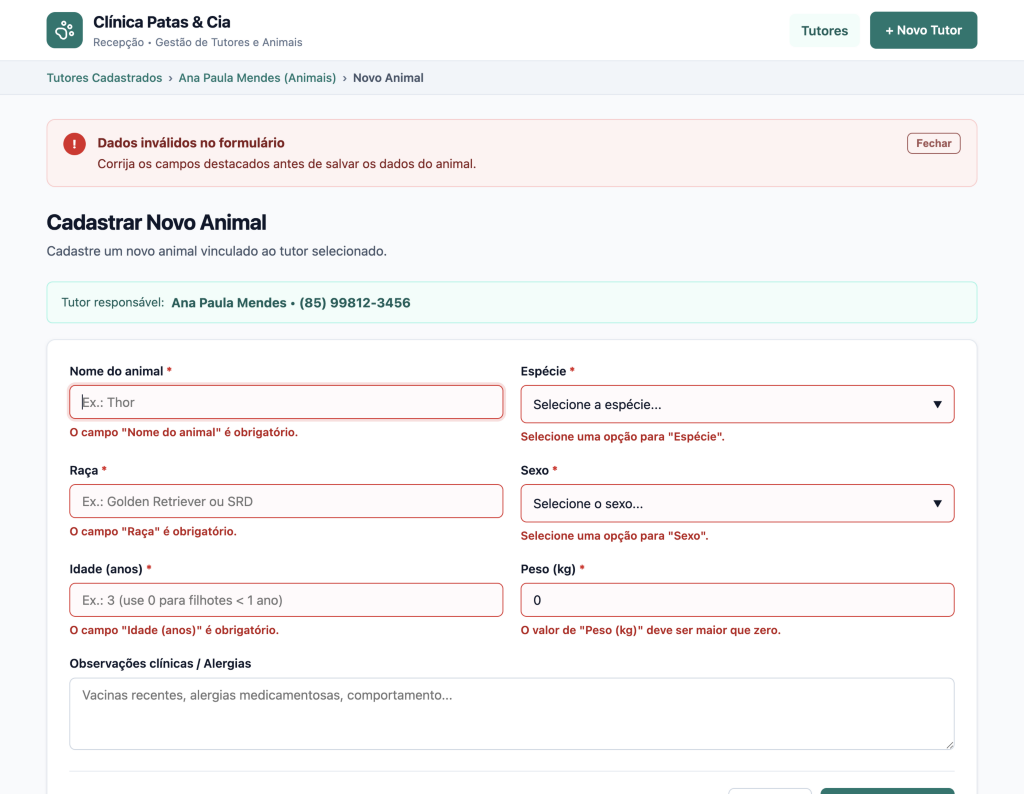 Clínica Patas & Cia
Recepção • Gestão de Tutores e Animais
Tutores
+ Novo Tutor
Tutores Cadastrados › Ana Paula Mendes (Animais) › Novo Animal
!
Dados inválidos no formulário
Corrija os campos destacados antes de salvar os dados do animal.
Fechar
Cadastrar Novo Animal
Cadastre um novo animal vinculado ao tutor selecionado.
Tutor responsável: Ana Paula Mendes • (85) 99812-3456
Nome do animal *
Ex.: Thor
O campo "Nome do animal" é obrigatório.
Espécie *
Selecione a espécie...
Selecione uma opção para "Espécie".
Raça *
Ex.: Golden Retriever ou SRD
O campo "Raça" é obrigatório.
Sexo *
Selecione o sexo...
Selecione uma opção para "Sexo".
Idade (anos) *
Ex.: 3 (use 0 para filhotes < 1 ano)
O campo "Idade (anos)" é obrigatório.
Peso (kg) *
0
O valor de "Peso (kg)" deve ser maior que zero.
Observações clínicas / Alergias
Vacinas recentes, alergias medicamentosas, comportamento...